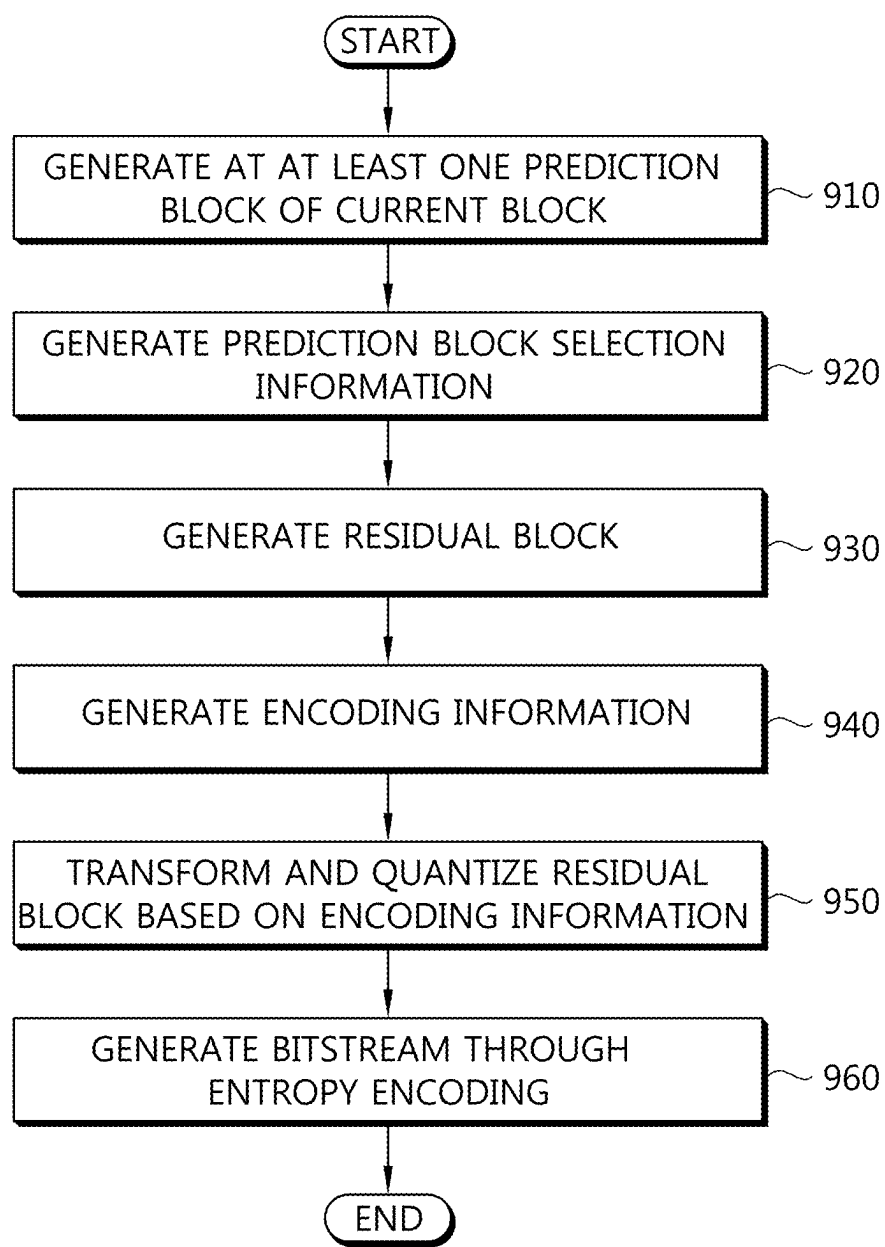 START
GENERATE AT AT LEAST ONE PREDICTION
BLOCK OF CURRENT BLOCK
910
GENERATE PREDICTION BLOCK SELECTION
INFORMATION
920
GENERATE RESIDUAL BLOCK
930
GENERATE ENCODING INFORMATION
940
TRANSFORM AND QUANTIZE RESIDUAL
BLOCK BASED ON ENCODING INFORMATION
950
GENERATE BITSTREAM THROUGH
ENTROPY ENCODING
960
END